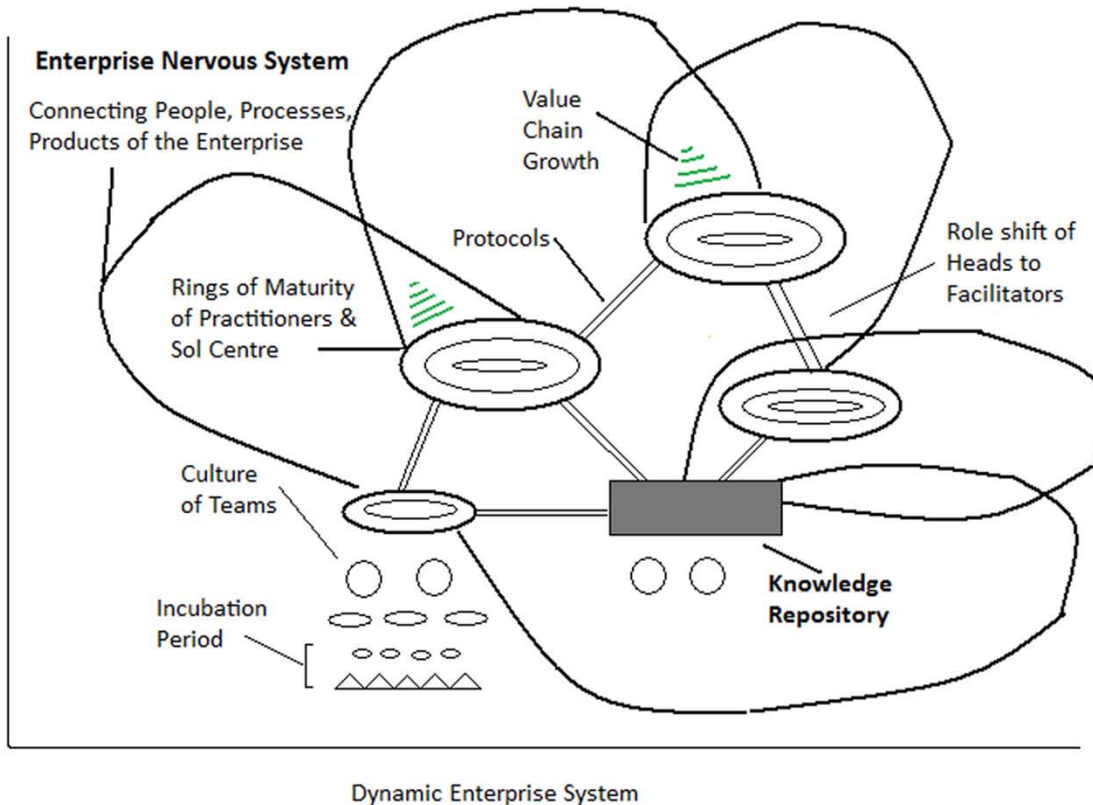 Enterprise Nervous System
Connecting People, Processes,
Products of the Enterprise
Value
Chain
Growth
Protocols
Role shift of
Heads to
Facilitators
Rings of Maturity
of Practitioners &
Sol Centre
Culture
of Teams
Incubation
Period
Knowledge
Repository
Dynamic Enterprise System